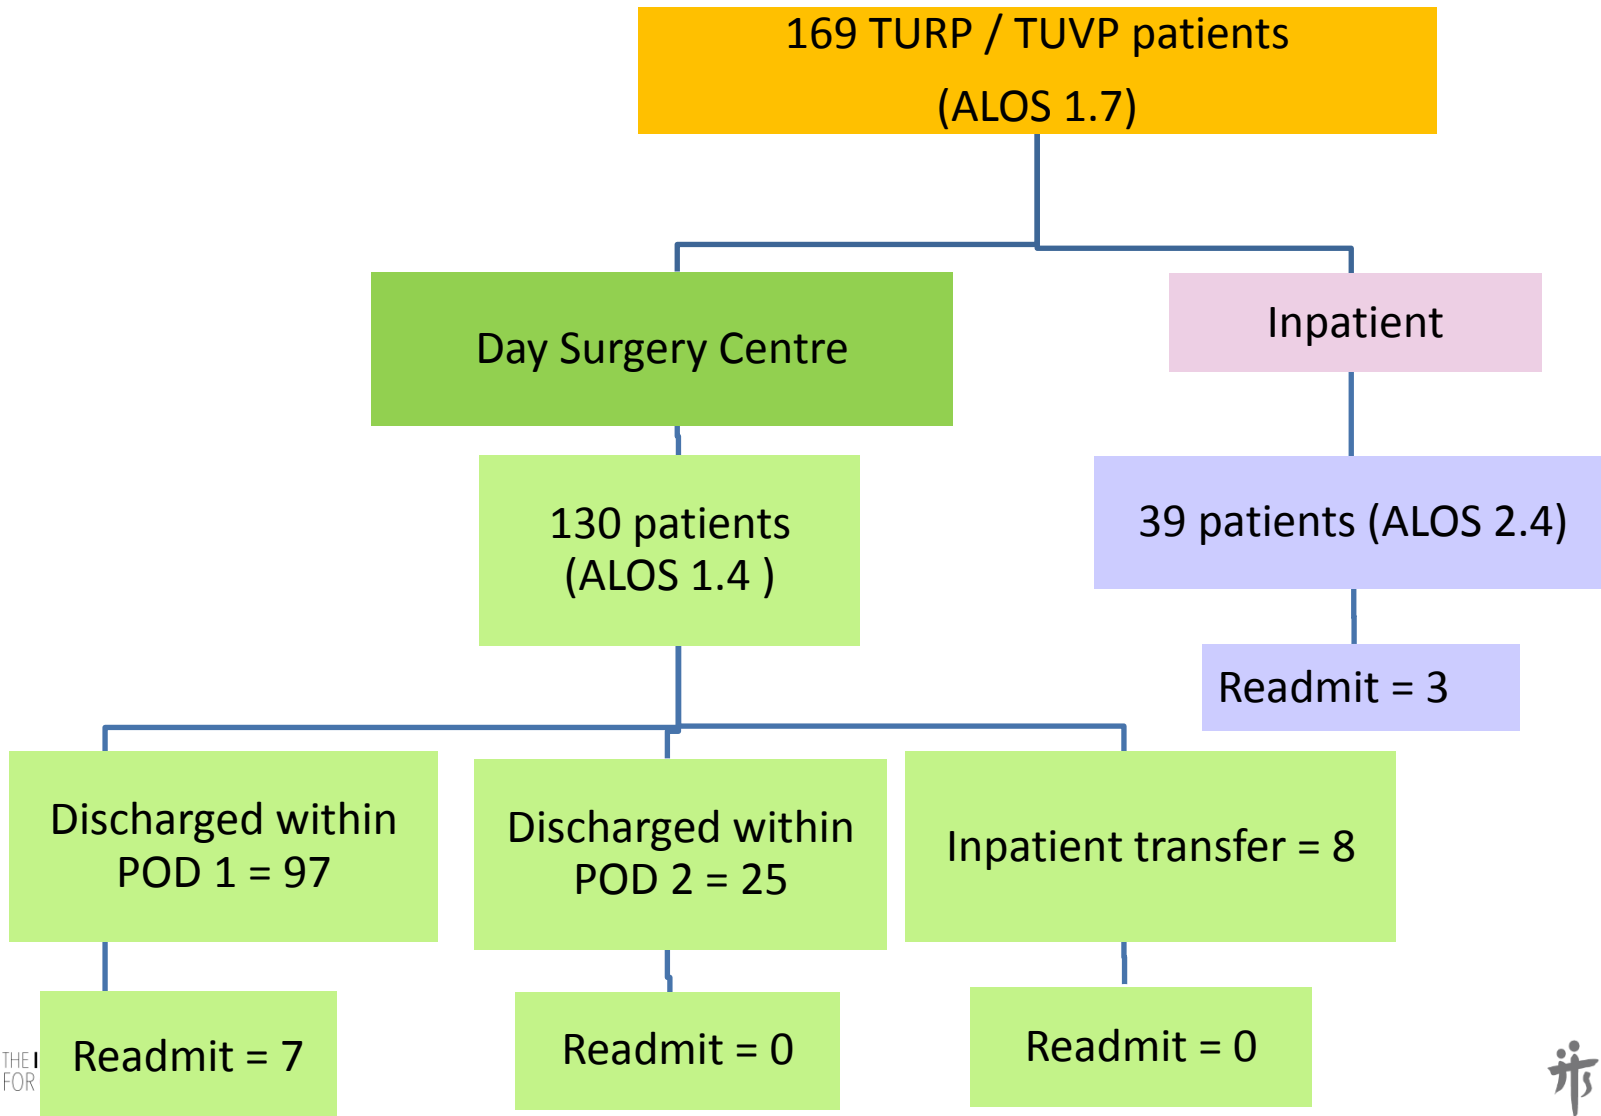 169 TURP / TUVP patients
(ALOS 1.7)
Day Surgery Centre
Inpatient
130 patients
(ALOS 1.4 )
39 patients (ALOS 2.4)
Readmit = 3
Discharged within
POD 1 = 97
Discharged within
POD 2 = 25
Inpatient transfer = 8
Readmit = 7
Readmit = 0
Readmit = 0
THE
FOR